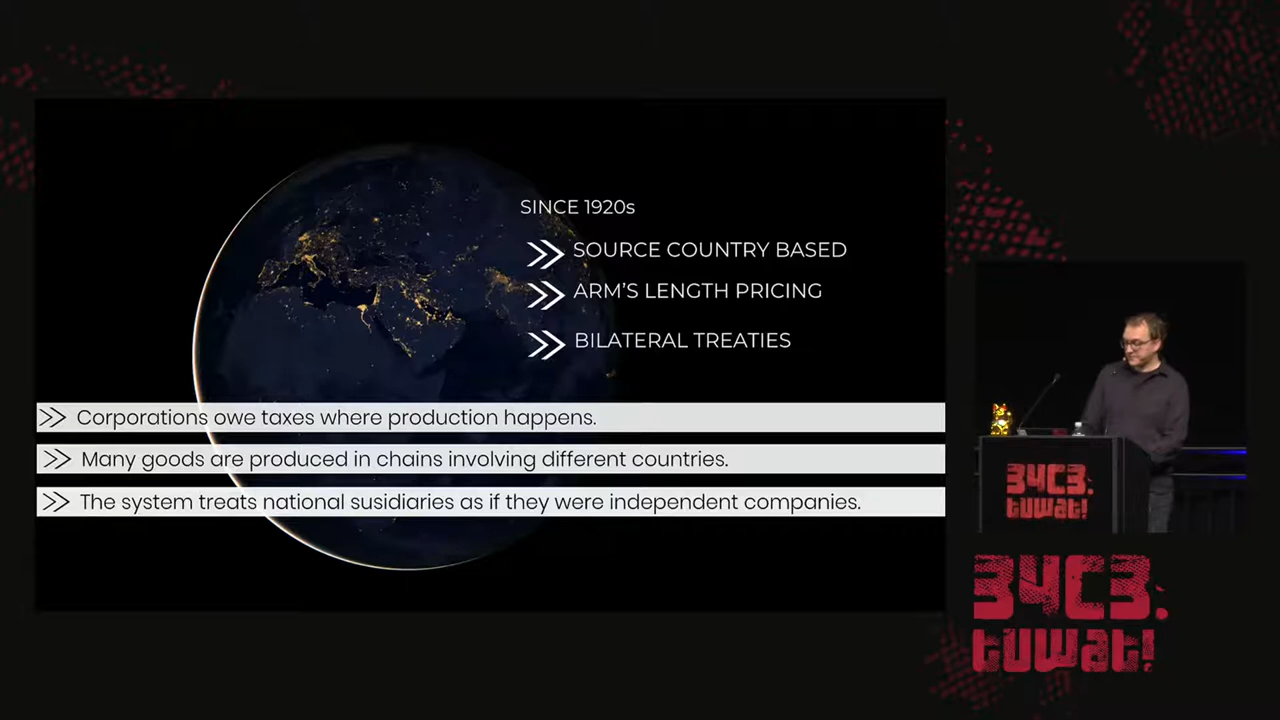 SINCE 1920s
SOURCE COUNTRY BASED
ARM'S LENGTH PRICING
BILATERAL TREATIES
Corporations owe taxes where production happens.
Many goods are produced in chains involving different countries.
The system treats national susidiaries as if they were independent companies.
34C3.
tuwat!
34C3.
tuwat!